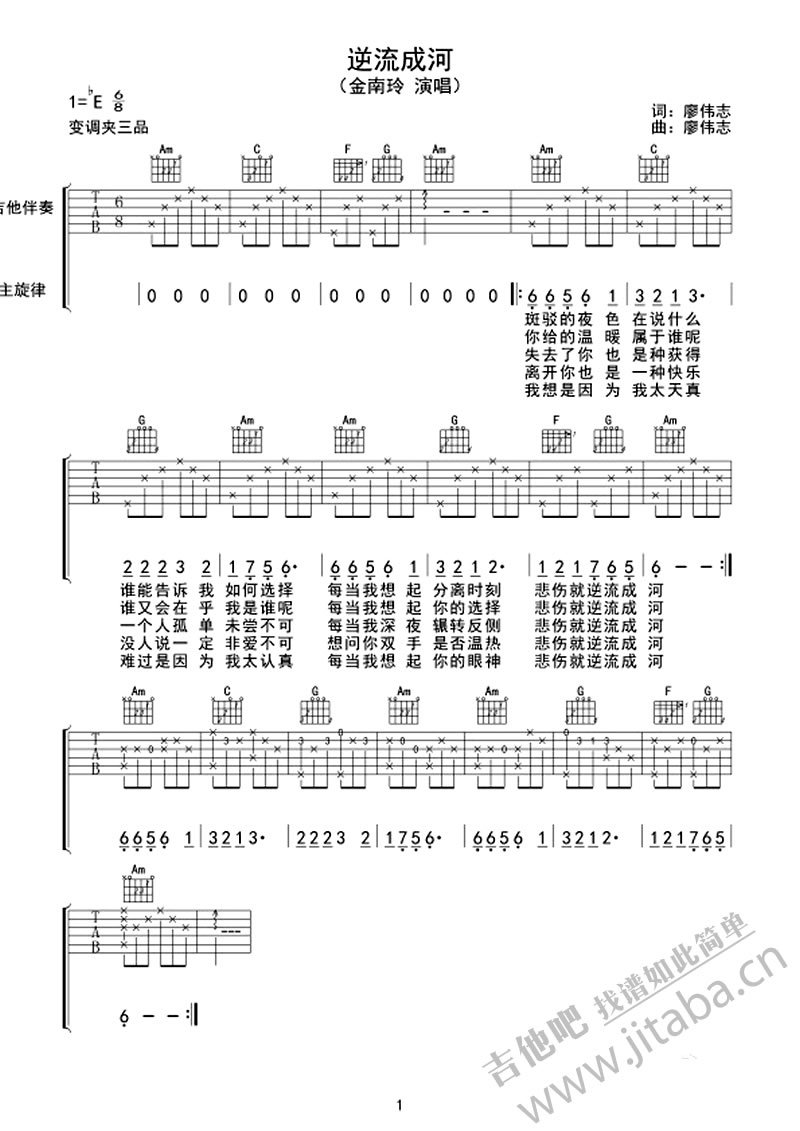 逆流成河
（金南玲 演唱）
1=♭E 6/8
词：廖伟志
变调夹三品
曲：廖伟志
Am C F G Am Am C
吉他伴奏
T A B 6 8
主旋律
0 0 0 0 0 0 0 0 0 0 0 0 6 6 5 6 1 3 2 1 3·
斑驳的夜 色 在说什么
你给的温 暖 属于谁呢
失去了你 也 是种获得
离开你也 是 一种快乐
我想是因 为 我太天真
G Am Am G F G Am
T A B
2 2 2 3 2 1 7 5 6· 6 6 5 6 1 3 2 1 2· 1 2 1 7 6 5 6 – –
谁能告诉 我 如何选择 每当我想 起 分离时刻 悲伤就逆流成 河
谁又会在 乎 我是谁呢 每当我想 起 你的选择 悲伤就逆流成 河
一个人孤 单 未尝不可 每当我深 夜 辗转反侧 悲伤就逆流成 河
没人说一 定 非爱不可 想问你双 手 是否温热 悲伤就逆流成 河
难过是因 为 我太认真 每当我想 起 你的眼神 悲伤就逆流成 河
Am C G Am Am G F G
T A B
6 6 5 6 1 3 2 1 3· 2 2 2 3 2 1 7 5 6· 6 6 5 6 1 3 2 1 2· 1 2 1 7 6 5
Am
T A B
6 – –
吉他吧 找谱如此简单
www.jitaba.cn
1